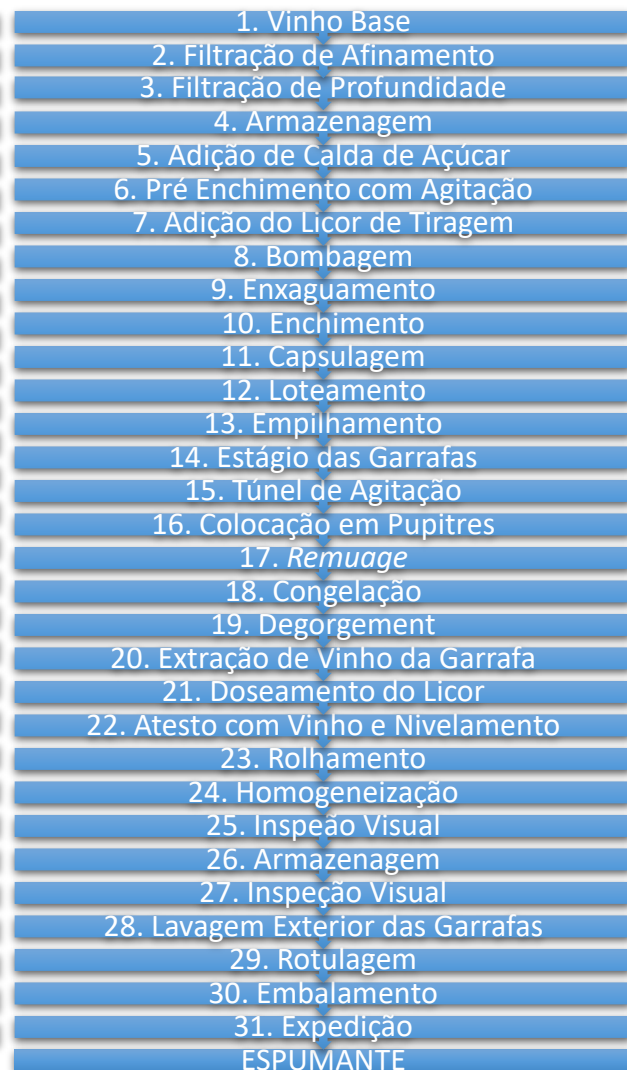 1. Vinho Base
2. Filtração de Afinamento
3. Filtração de Profundidade
4. Armazenagem
5. Adição de Calda de Açúcar
6. Pré Enchimento com Agitação
7. Adição do Licor de Tiragem
8. Bombagem
9. Enxaguamento
10. Enchimento
11. Capsulagem
12. Loteamento
13. Empilhamento
14. Estágio das Garrafas
15. Túnel de Agitação
16. Colocação em Pupitres
17. Remuage
18. Congelação
19. Degorgement
20. Extração de Vinho da Garrafa
21. Doseamento do Licor
22. Atesto com Vinho e Nivelamento
23. Rolhamento
24. Homogeneização
25. Inspeão Visual
26. Armazenagem
27. Inspeção Visual
28. Lavagem Exterior das Garrafas
29. Rotulagem
30. Embalamento
31. Expedição
ESPUMANTE